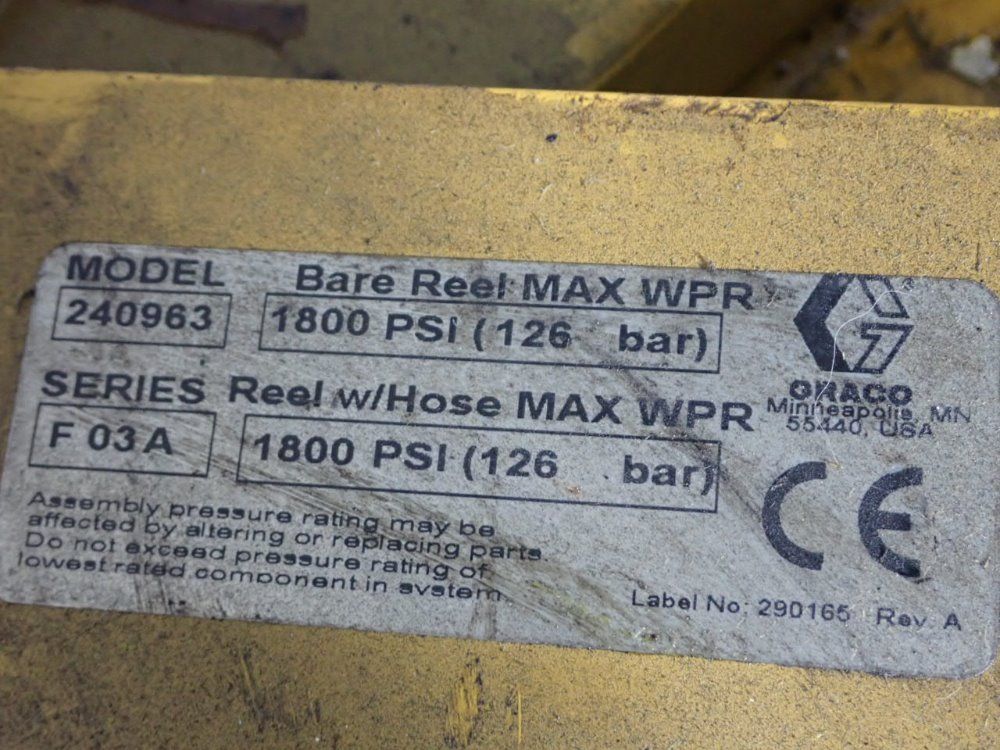 MODEL Bare Reel MAX WPR
240963 1800 PSI (126 bar)
SERIES Reel w/Hose MAX WPR
F 03 A 1800 PSI (126 bar)
GRACO
Minneapolis, MN
55440, USA
CE
Assembly pressure rating may be
affected by altering or replacing parts.
Do not exceed pressure rating of
lowest rated component in system.
Label No: 290165 Rev. A